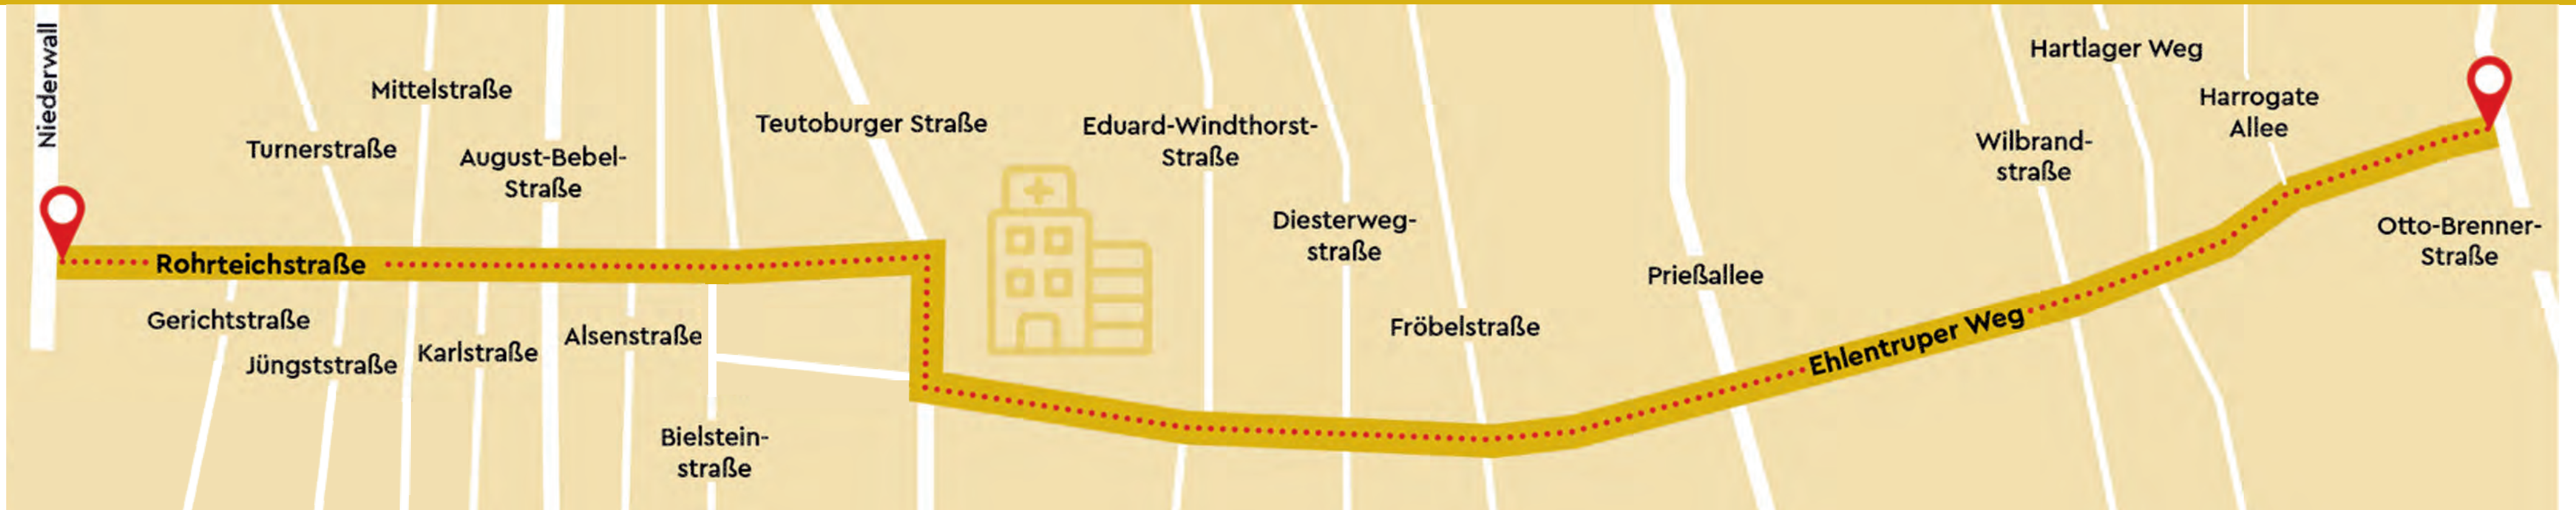 Niederwall
Mittelstraße
Turnerstraße
August-Bebel-
Straße
Teutoburger Straße
Eduard-Windthorst-
Straße
Diesterweg-
straße
Hartlager Weg
Harrogate
Allee
Wilbrand-
straße
Otto-Brenner-
Straße
Prießallee
Rohrteichstraße
Gerichtstraße
Jüngststraße
Karlstraße
Alsenstraße
Bielstein-
straße
Fröbelstraße
Ehlentruper Weg